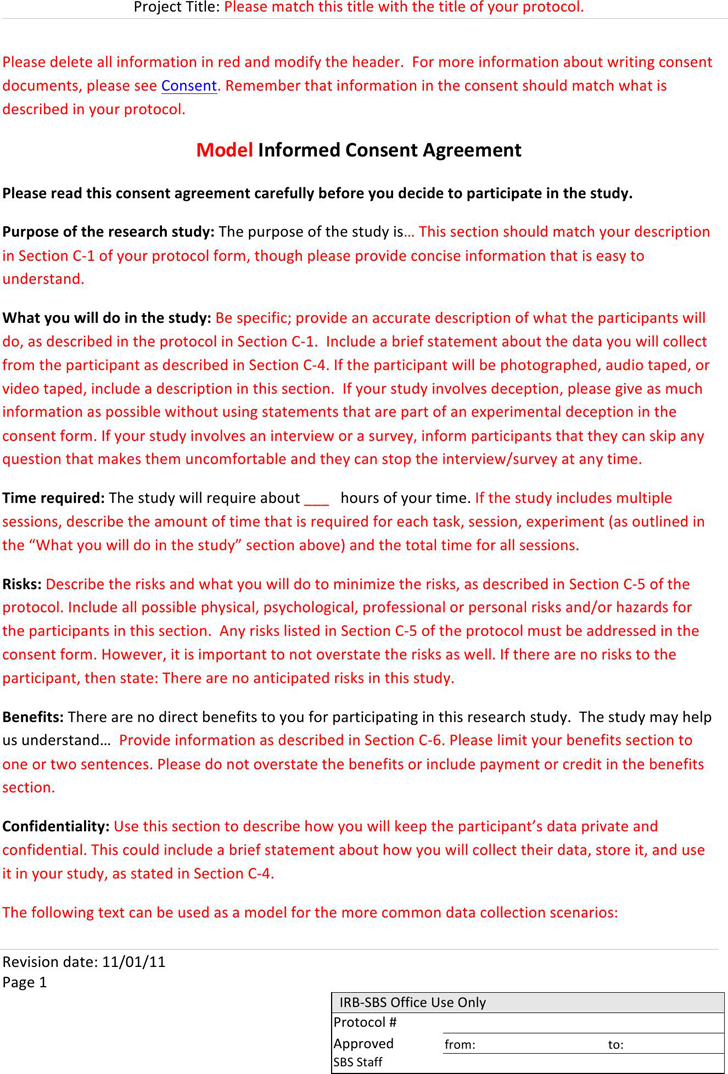 Project Title: Please match this title with the title of your protocol.
Please delete all information in red and modify the header.  For more information about writing consent
documents, please see Consent. Remember that information in the consent should match what is
described in your protocol.
Model Informed Consent Agreement
Please read this consent agreement carefully before you decide to participate in the study.
Purpose of the research study: The purpose of the study is… This section should match your description
in Section C-1 of your protocol form, though please provide concise information that is easy to
understand.
What you will do in the study: Be specific; provide an accurate description of what the participants will
do, as described in the protocol in Section C-1.  Include a brief statement about the data you will collect
from the participant as described in Section C-4. If the participant will be photographed, audio taped, or
video taped, include a description in this section.  If your study involves deception, please give as much
information as possible without using statements that are part of an experimental deception in the
consent form. If your study involves an interview or a survey, inform participants that they can skip any
question that makes them uncomfortable and they can stop the interview/survey at any time.
Time required: The study will require about ___   hours of your time. If the study includes multiple
sessions, describe the amount of time that is required for each task, session, experiment (as outlined in
the “What you will do in the study” section above) and the total time for all sessions.
Risks: Describe the risks and what you will do to minimize the risks, as described in Section C-5 of the
protocol. Include all possible physical, psychological, professional or personal risks and/or hazards for
the participants in this section.  Any risks listed in Section C-5 of the protocol must be addressed in the
consent form. However, it is important to not overstate the risks as well. If there are no risks to the
participant, then state: There are no anticipated risks in this study.
Benefits: There are no direct benefits to you for participating in this research study.  The study may help
us understand…  Provide information as described in Section C-6. Please limit your benefits section to
one or two sentences. Please do not overstate the benefits or include payment or credit in the benefits
section.
Confidentiality: Use this section to describe how you will keep the participant’s data private and
confidential. This could include a brief statement about how you will collect their data, store it, and use
it in your study, as stated in Section C-4.
The following text can be used as a model for the more common data collection scenarios:
Revision date: 11/01/11
Page 1
IRB-SBS Office Use Only
Protocol #
Approved from: to:
SBS Staff